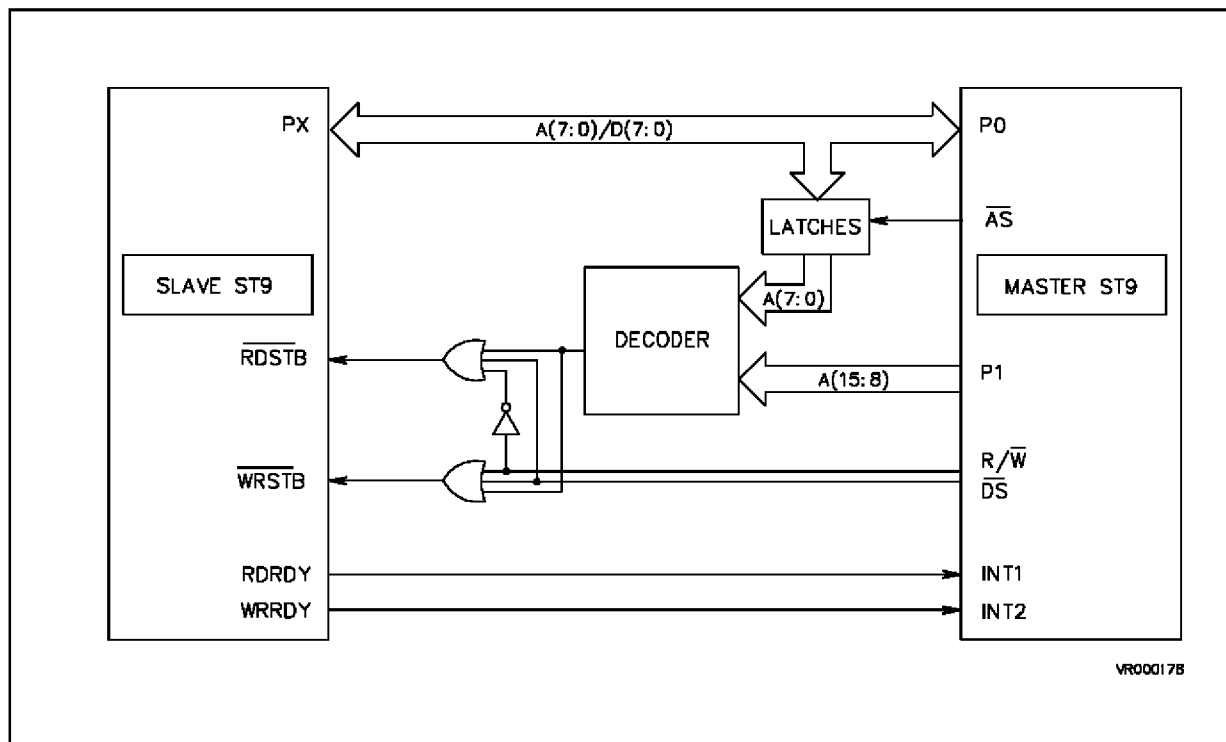 PX
A(7:0)/D(7:0)
P0
LATCHES
AS
SLAVE ST9
MASTER ST9
A(7:0)
DECODER
RDSTB
A(15:8)
P1
R/W
WRSTB
DS
RDRDY
INT1
WRRDY
INT2
VR000178